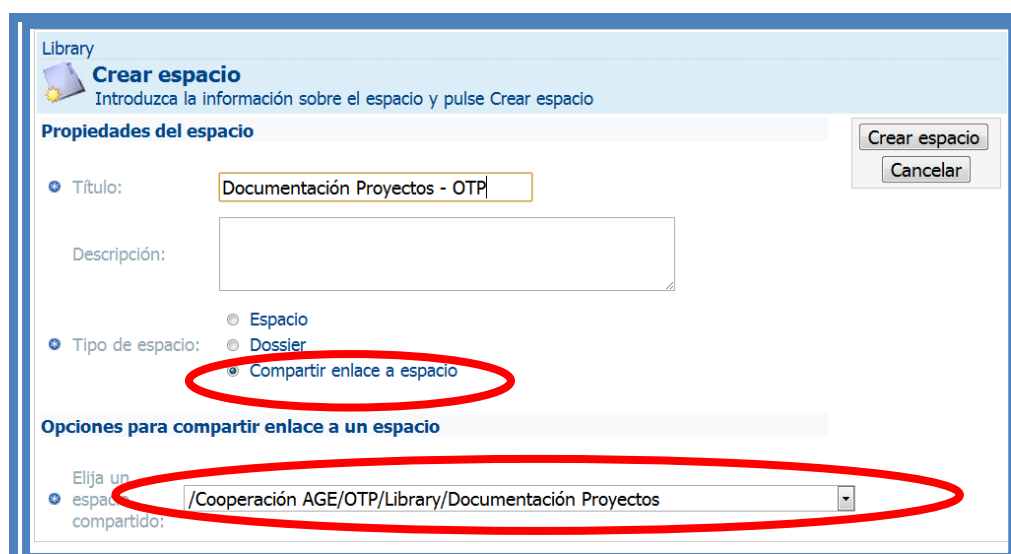 Library
Crear espacio
Introduzca la información sobre el espacio y pulse Crear espacio
Propiedades del espacio
Crear espacio
Cancelar
Título:
Documentación Proyectos - OTP
Descripción:
Espacio
Tipo de espacio:
Dossier
Compartir enlace a espacio
Opciones para compartir enlace a un espacio
Elija un
espacio
compartido:
/Cooperación AGE/OTP/Library/Documentación Proyectos